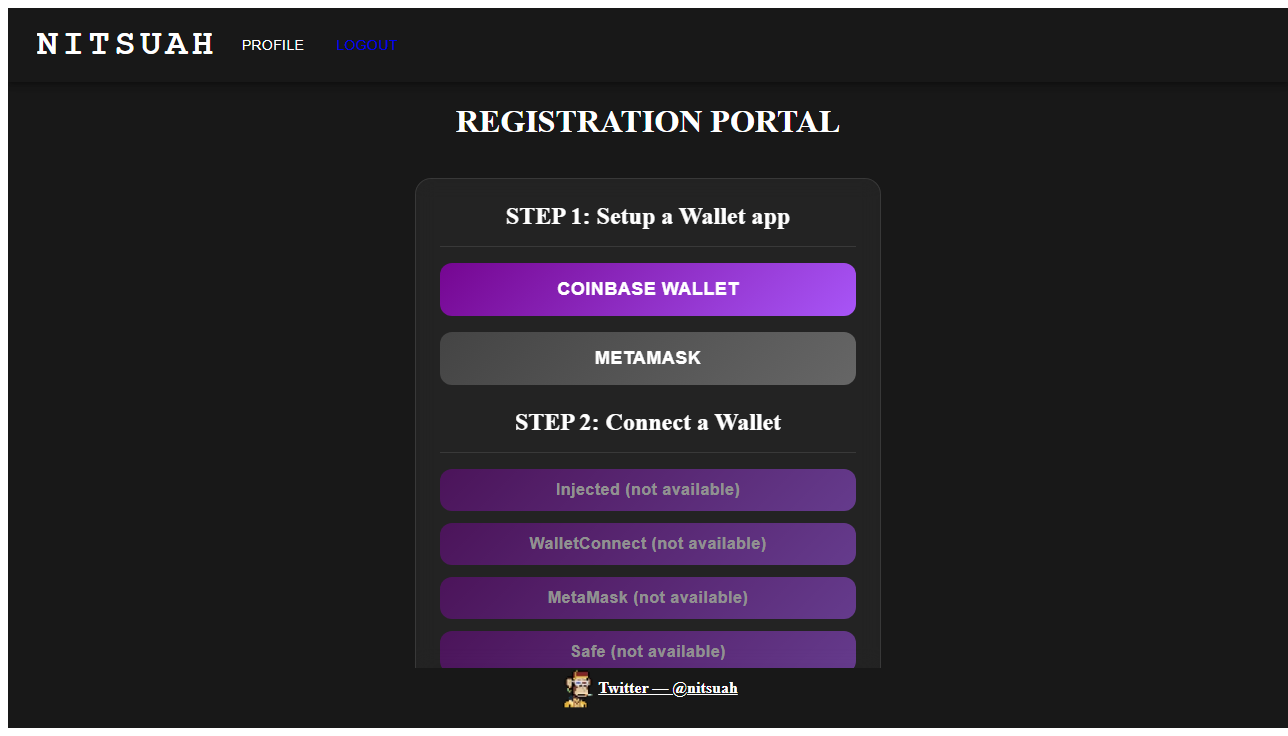 NITSUAH PROFILE LOGOUT
REGISTRATION PORTAL
STEP 1: Setup a Wallet app
COINBASE WALLET
METAMASK
STEP 2: Connect a Wallet
Injected (not available)
WalletConnect (not available)
MetaMask (not available)
Safe (not available)
Twitter — @nitsuah